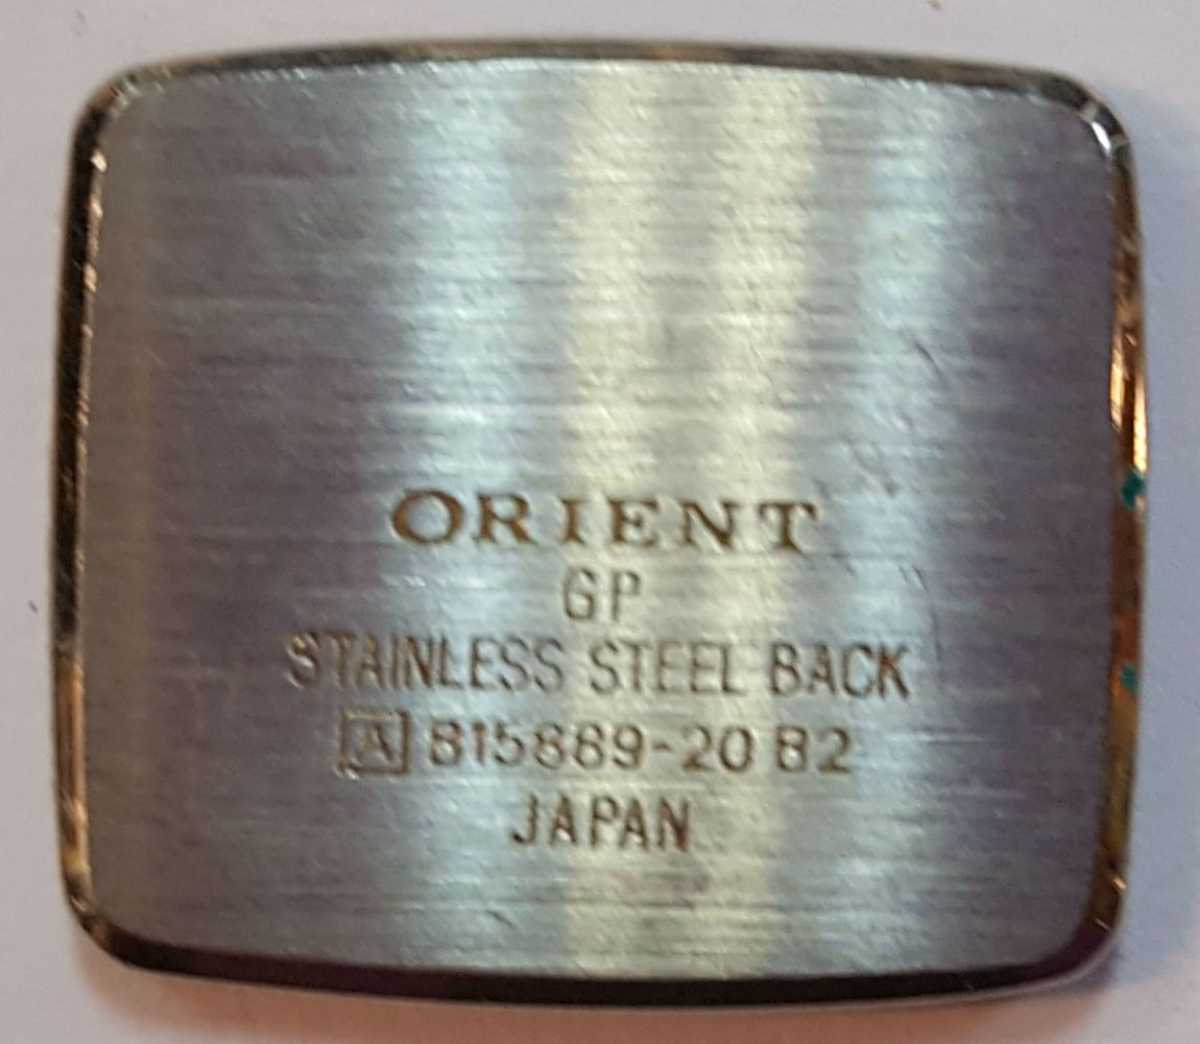 ORIENT
GP
STAINLESS STEEL BACK
A B15889-20 B2
JAPAN